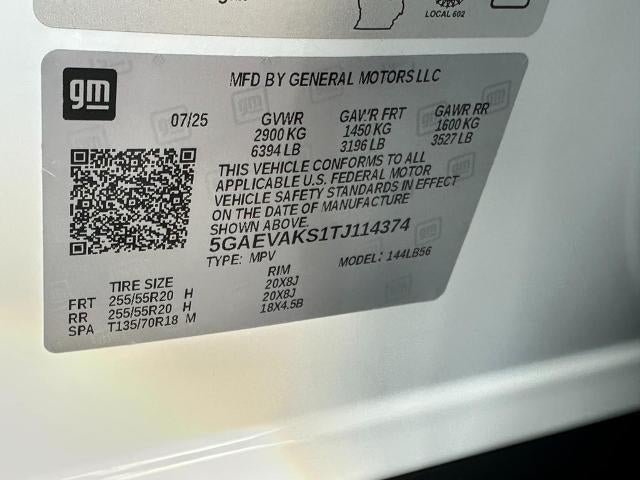 LOCAL 602
gm
MFD BY GENERAL MOTORS LLC
07/25 GVWR GAWR FRT GAWR RR
2900 KG 1450 KG 1600 KG
6394 LB 3196 LB 3527 LB
THIS VEHICLE CONFORMS TO ALL
APPLICABLE U.S. FEDERAL MOTOR
VEHICLE SAFETY STANDARDS IN EFFECT
ON THE DATE OF MANUFACTURE
SHOWN ABOVE.
5GAEVAKS1TJ114374
TYPE: MPV MODEL: 144LB56
TIRE SIZE RIM
FRT 255/55R20 H 20X8J
RR 255/55R20 H 20X8J
SPA T135/70R18 M 18X4.5B